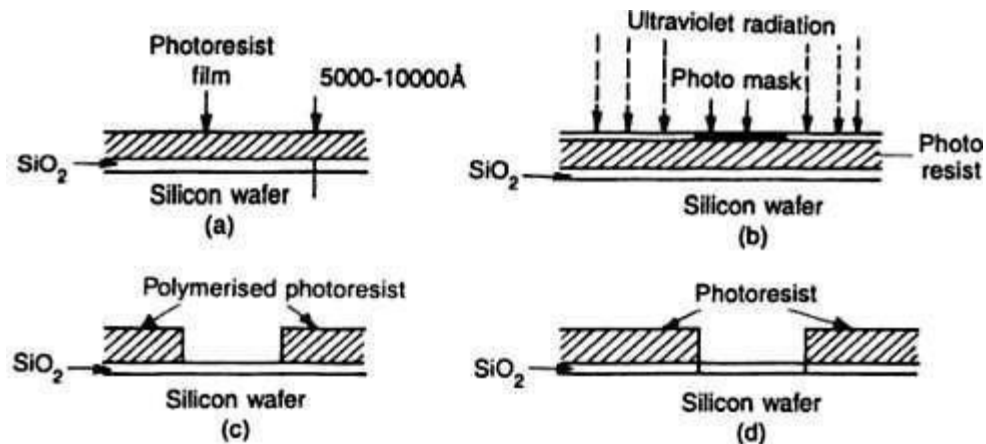 Photoresist
film
5000-10000Å
SiO2
Silicon wafer
(a)
Ultraviolet radiation
Photo mask
Photo
resist
SiO2
Silicon wafer
(b)
Polymerised photoresist
SiO2
Silicon wafer
(c)
Photoresist
SiO2
Silicon wafer
(d)